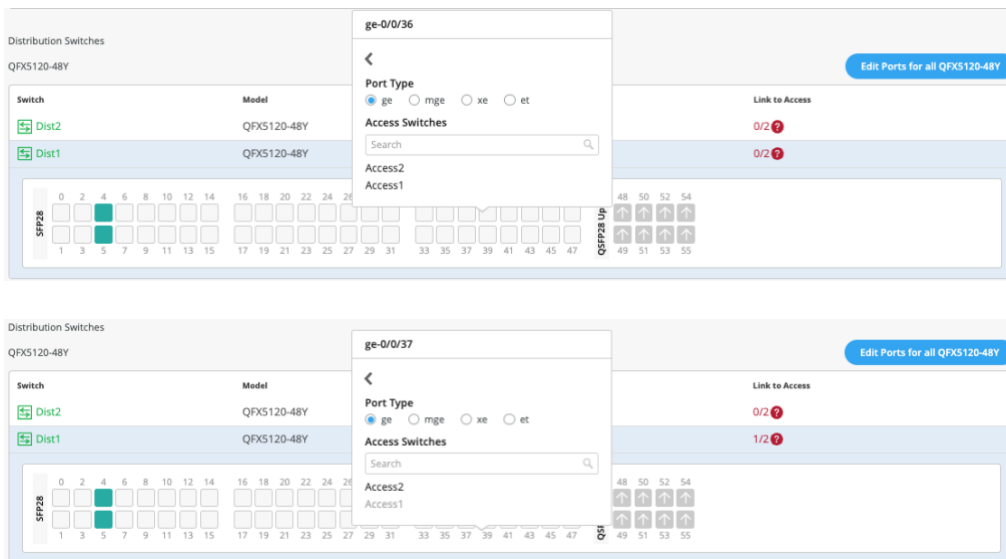 ge-0/0/36
Distribution Switches
QFX5120-48Y
Edit Ports for all QFX5120-48Y
Port Type
ge mge xe et
Switch Model Link to Access
Access Switches
Dist2 QFX5120-48Y 0/2 ?
Search
Dist1 QFX5120-48Y 0/2 ?
Access2
Access1
0 2 4 6 8 10 12 14 16 18 20 22 24 26 48 50 52 54
SFP28
QSFP28 Up
1 3 5 7 9 11 13 15 17 19 21 23 25 27 29 31 33 35 37 39 41 43 45 47 49 51 53 55
Distribution Switches
ge-0/0/37
QFX5120-48Y
Edit Ports for all QFX5120-48Y
Port Type
Switch Model Link to Access
ge mge xe et
Dist2 QFX5120-48Y 0/2 ?
Dist1 QFX5120-48Y 1/2 ?
Access Switches
Search
0 2 4 6 8 10 12 14 16 18 20 22 24 26 48 50 52 54
Access2
Access1
SFP28
1 3 5 7 9 11 13 15 17 19 21 23 25 27 29 31 33 35 37 39 41 43 45 47 49 51 53 55